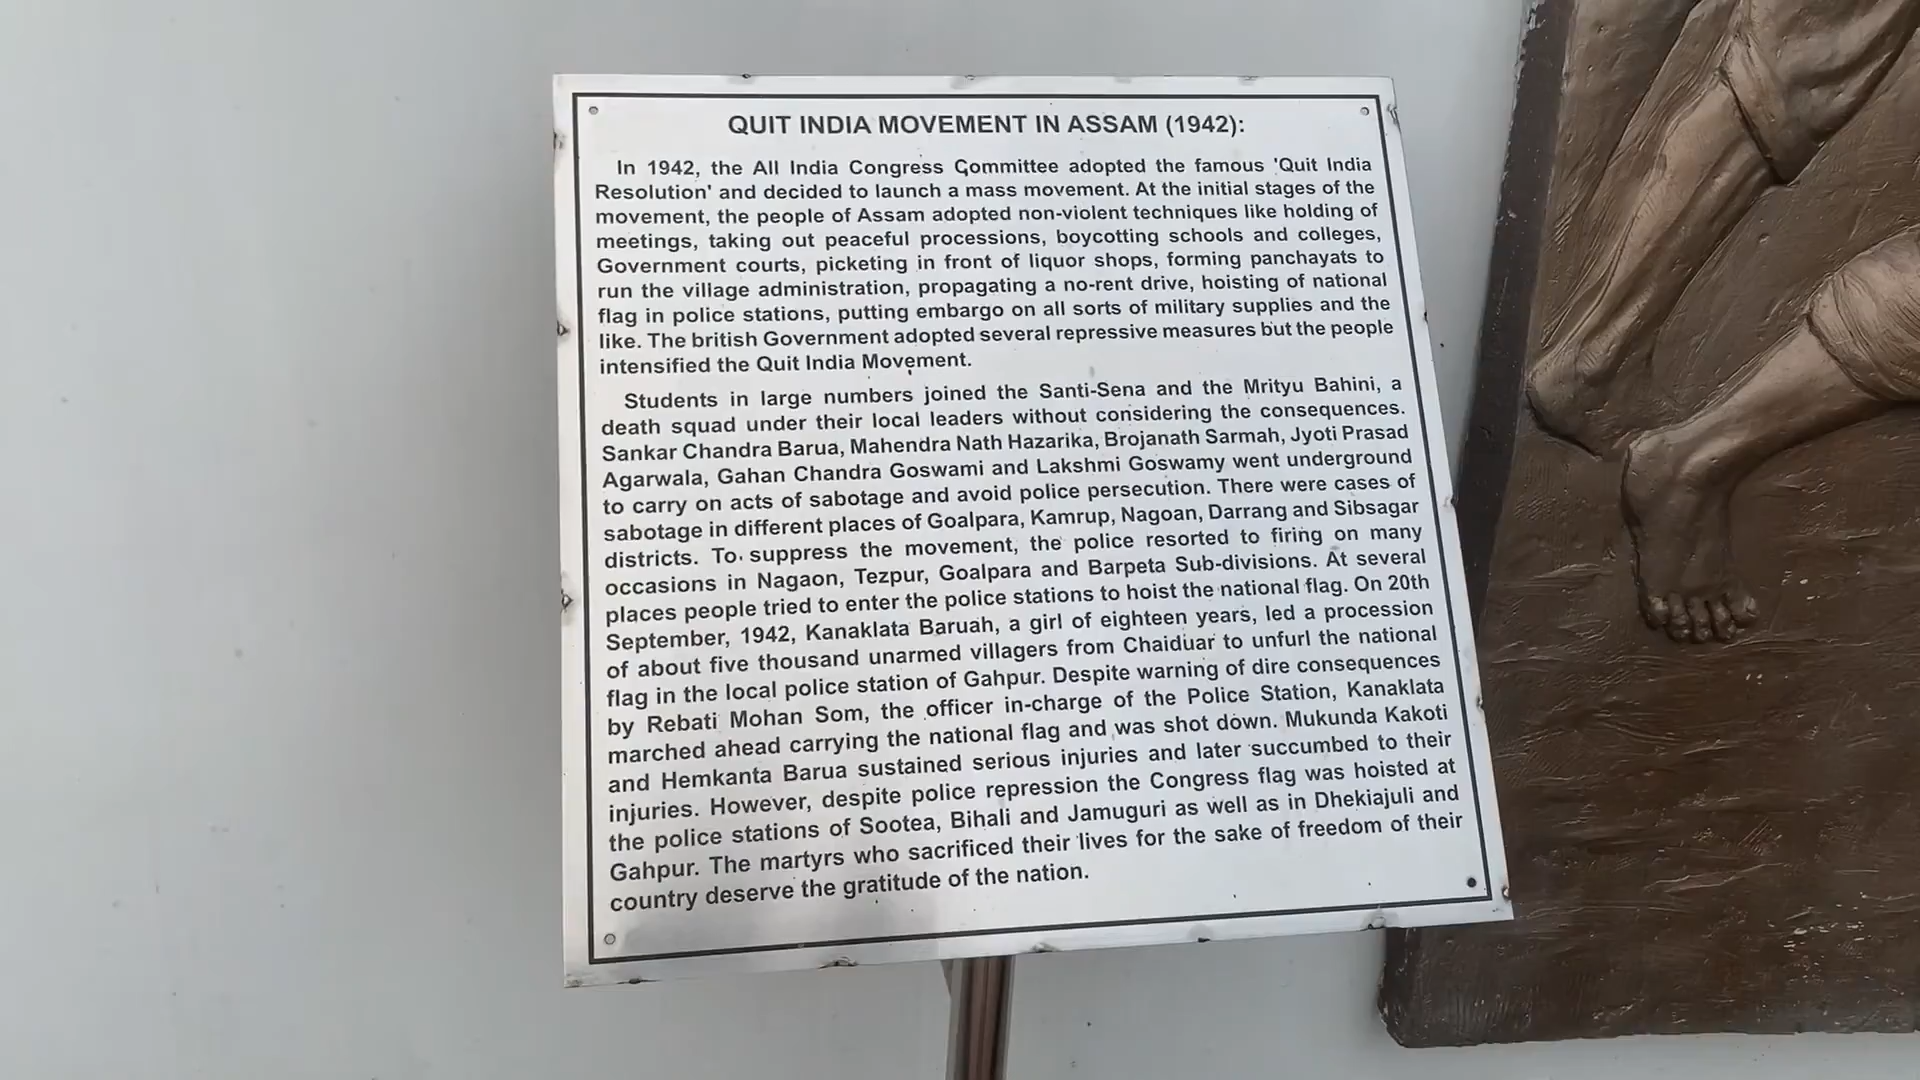 QUIT INDIA MOVEMENT IN ASSAM (1942):
In 1942, the All India Congress Committee adopted the famous 'Quit India
Resolution' and decided to launch a mass movement. At the initial stages of the
movement, the people of Assam adopted non-violent techniques like holding of
meetings, taking out peaceful processions, boycotting schools and colleges,
Government courts, picketing in front of liquor shops, forming panchayats to
run the village administration, propagating a no-rent drive, hoisting of national
flag in police stations, putting embargo on all sorts of military supplies and the
like. The british Government adopted several repressive measures but the people
intensified the Quit India Movement.
Students in large numbers joined the Santi-Sena and the Mrityu Bahini, a
death squad under their local leaders without considering the consequences.
Sankar Chandra Barua, Mahendra Nath Hazarika, Brojanath Sarmah, Jyoti Prasad
Agarwala, Gahan Chandra Goswami and Lakshmi Goswamy went underground
to carry on acts of sabotage and avoid police persecution. There were cases of
sabotage in different places of Goalpara, Kamrup, Nagoan, Darrang and Sibsagar
districts. To suppress the movement, the police resorted to firing on many
occasions in Nagaon, Tezpur, Goalpara and Barpeta Sub-divisions. At several
places people tried to enter the police stations to hoist the national flag. On 20th
September, 1942, Kanaklata Baruah, a girl of eighteen years, led a procession
of about five thousand unarmed villagers from Chaiduar to unfurl the national
flag in the local police station of Gahpur. Despite warning of dire consequences
by Rebati Mohan Som, the officer in-charge of the Police Station, Kanaklata
marched ahead carrying the national flag and was shot down. Mukunda Kakoti
and Hemkanta Barua sustained serious injuries and later succumbed to their
injuries. However, despite police repression the Congress flag was hoisted at
the police stations of Sootea, Bihali and Jamuguri as well as in Dhekiajuli and
Gahpur. The martyrs who sacrificed their lives for the sake of freedom of their
country deserve the gratitude of the nation.